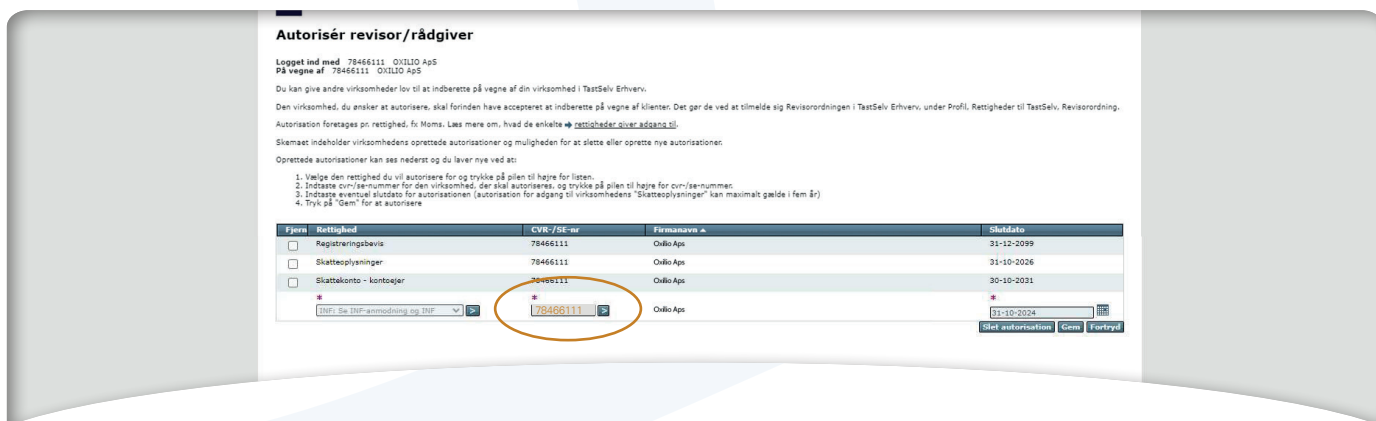 Autorisér revisor/rådgiver
Logget ind med 78466111 OXILIO ApS
På vegne af 78466111 OXILIO ApS
Du kan give andre virksomheder lov til at indberette på vegne af din virksomhed i TastSelv Erhverv.
Den virksomhed, du ønsker at autorisere, skal forinden have accepteret at indberette på vegne af klienter. Det gør de ved at tilmelde sig Revisorordningen i TastSelv Erhverv, under Profil, Rettigheder til TastSelv, Revisorordning.
Autorisation foretages pr. rettighed, fx Moms. Læs mere om, hvad de enkelte → rettigheder giver adgang til.
Skemaet indeholder virksomhedens oprettede autorisationer og muligheden for at slette eller oprette nye autorisationer.
Oprettede autorisationer kan ses nederst og du laver nye ved at:
1. Vælge den rettighed du vil autorisere for og trykke på pilen til højre for listen.
2. Indtaste cvr-/se-nummer for den virksomhed, der skal autoriseres, og trykke på pilen til højre for cvr-/se-nummer.
3. Indtaste eventuel slutdato for autorisationen (autorisation for adgang til virksomhedens "Skatteoplysninger" kan maximalt gælde i fem år)
4. Tryk på "Gem" for at autorisere
Fjern Rettighed CVR-/SE-nr Firmanavn ▲ Slutdato
Registreringsbevis 78466111 Oxilio Aps 31-12-2099
Skatteoplysninger 78466111 Oxilio Aps 31-10-2026
Skattekonto - kontoejer 78466111 Oxilio Aps 30-10-2031
* * *
INF: Se INF-anmodning og INF > 78466111 > Oxilio Aps 31-10-2024
Slet autorisation Gem Fortryd